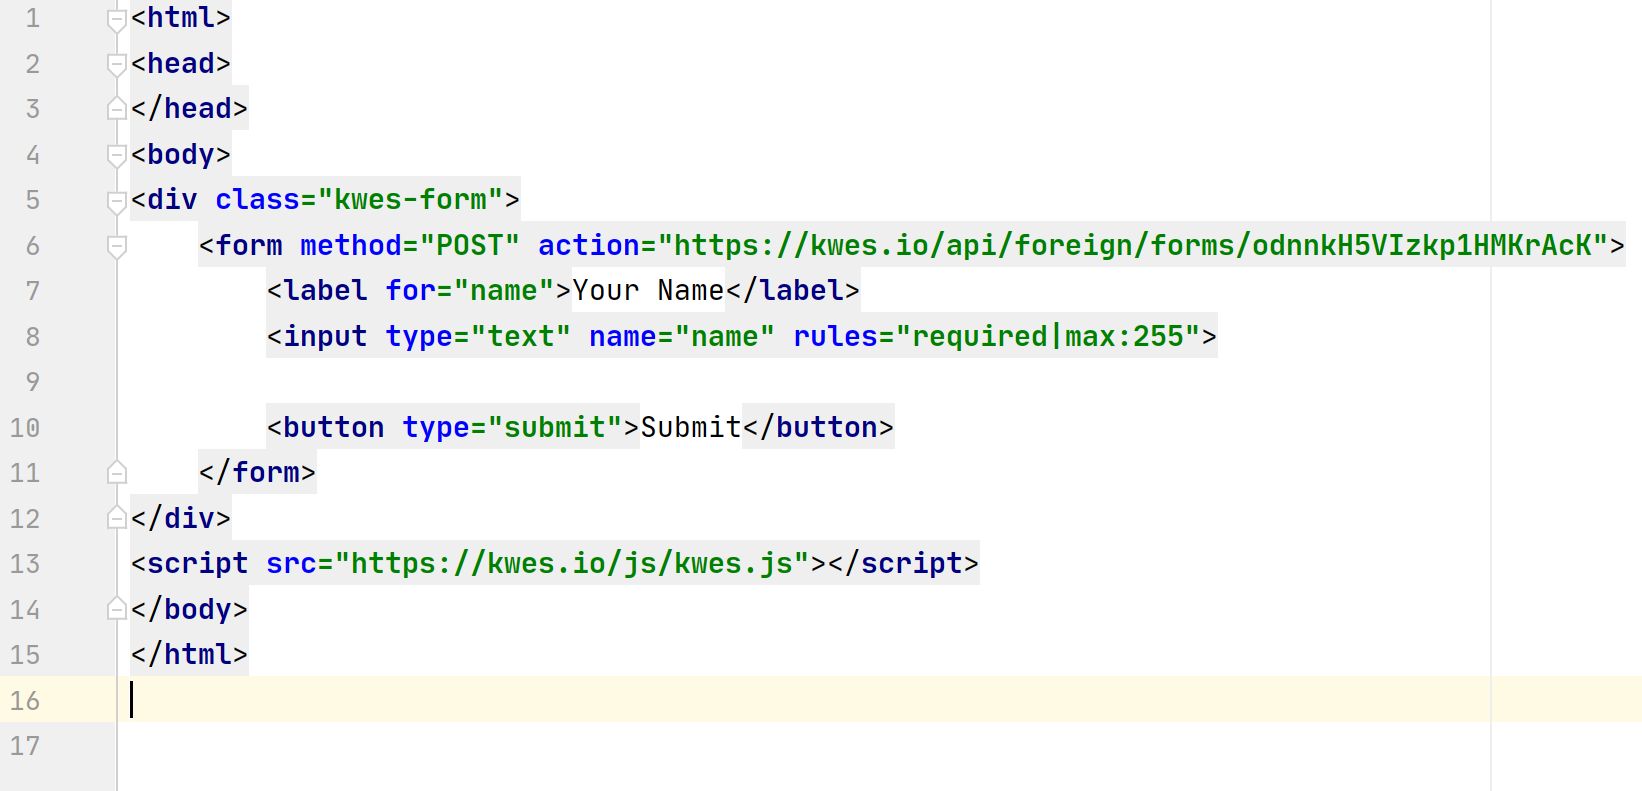 1 <html>
2 <head>
3 </head>
4 <body>
5 <div class="kwes-form">
6     <form method="POST" action="https://kwes.io/api/foreign/forms/odnnkH5VIzkp1HMKrAcK">
7         <label for="name">Your Name</label>
8         <input type="text" name="name" rules="required|max:255">
9
10         <button type="submit">Submit</button>
11     </form>
12 </div>
13 <script src="https://kwes.io/js/kwes.js"></script>
14 </body>
15 </html>
16
17